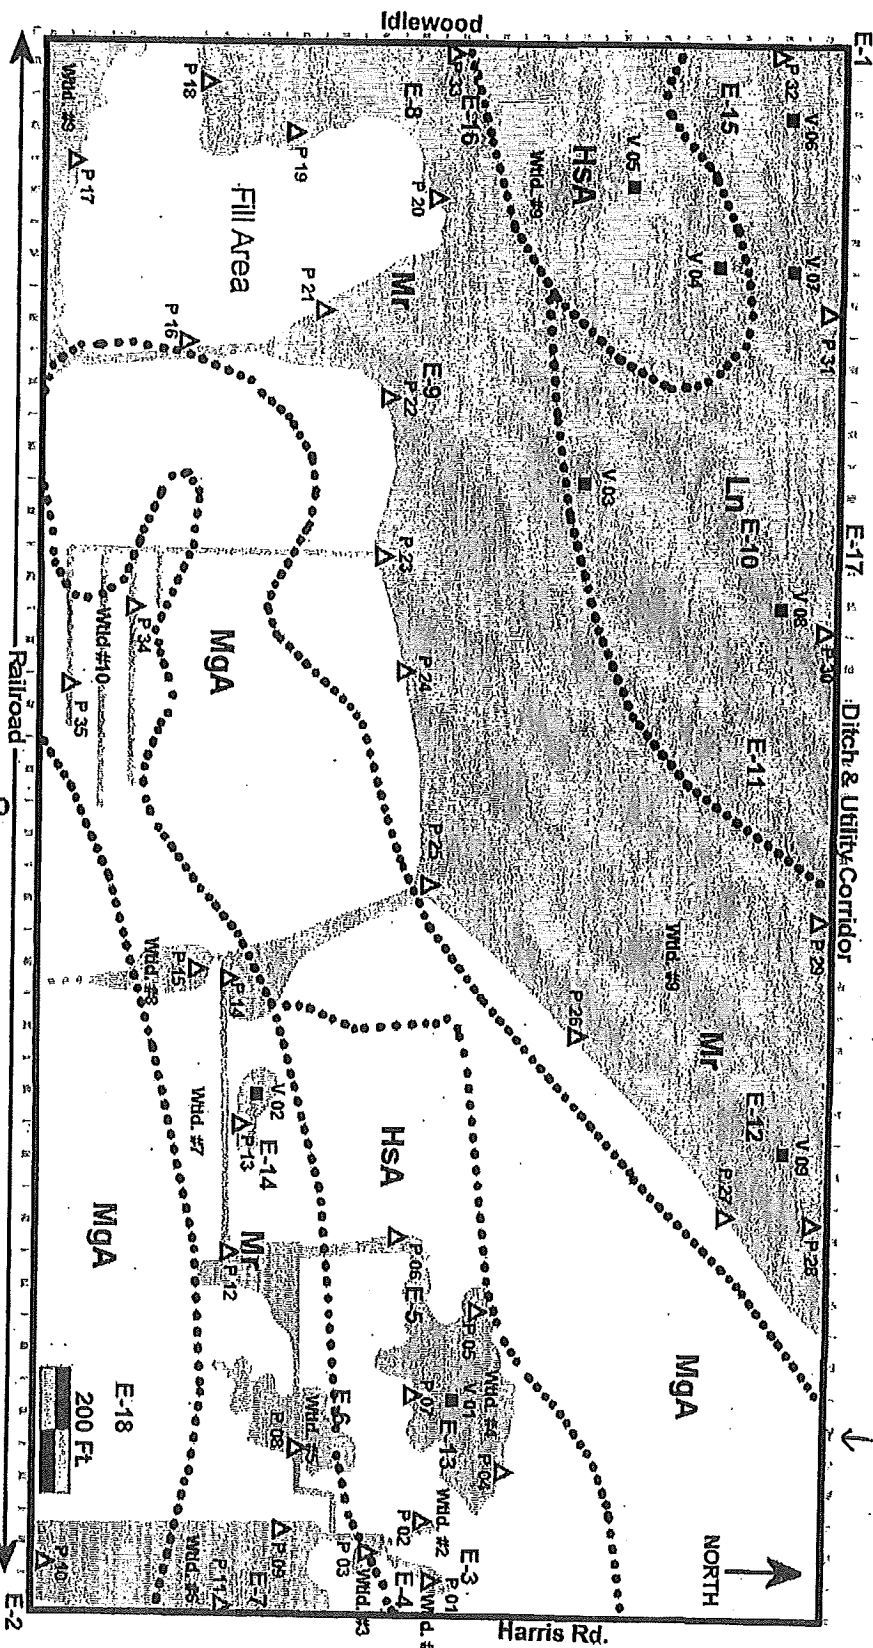 Idlewood
E-1
P 32
V 06
E-15
P 33
E-16
E-8
P 18
Wtld. #9
P 19
P 17
HsA
V 05
Wtld. #9
P 20
V 04
V 07
P 31
Fill Area
Mr
P 21
P 16
E-9
P 22
V 03
Ln
E-10
E-17
V 08
P 30
P 23
P 34
Wtld #10
MgA
P 24
P 35
Railroad
E-11
Ditch & Utility Corridor
P 25
P 29
Wtld. #9
Wtld. #8
P 15
P 14
P 26
Mr
V 02
P 13
E-14
Wtld. #7
HsA
E-12
V 09
P 27
P 28
Mr
P 12
MgA
P 06
E-5
P 05
MgA
E-18
200 Ft.
Wtld. #4
V 01
P 07
E-13
P 04
E-6
Wtld. #5
P 08
Wtld. #2
P 02
E-3
P 03
P 09
P 01
E-4
Wtld. #3
E-7
P 11
Wtld. #6
P 10
E-2
NORTH
Harris Rd.